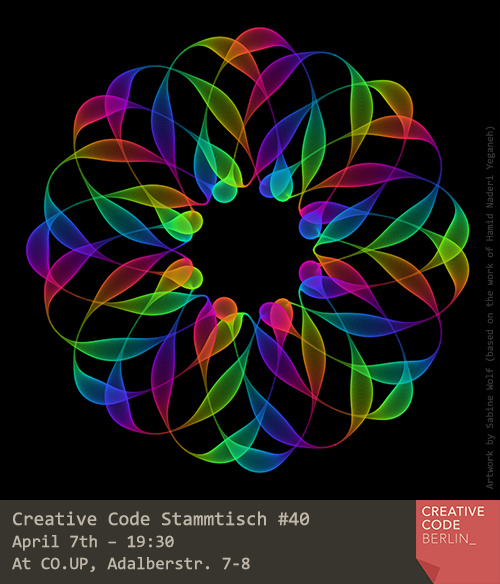 Artwork by Sabine Wolf (based on the work of Hamid Naderi Yeganeh)
Creative Code Stammtisch #40
April 7th – 19:30
At CO.UP, Adalberstr. 7-8
CREATIVE
CODE
BERLIN_